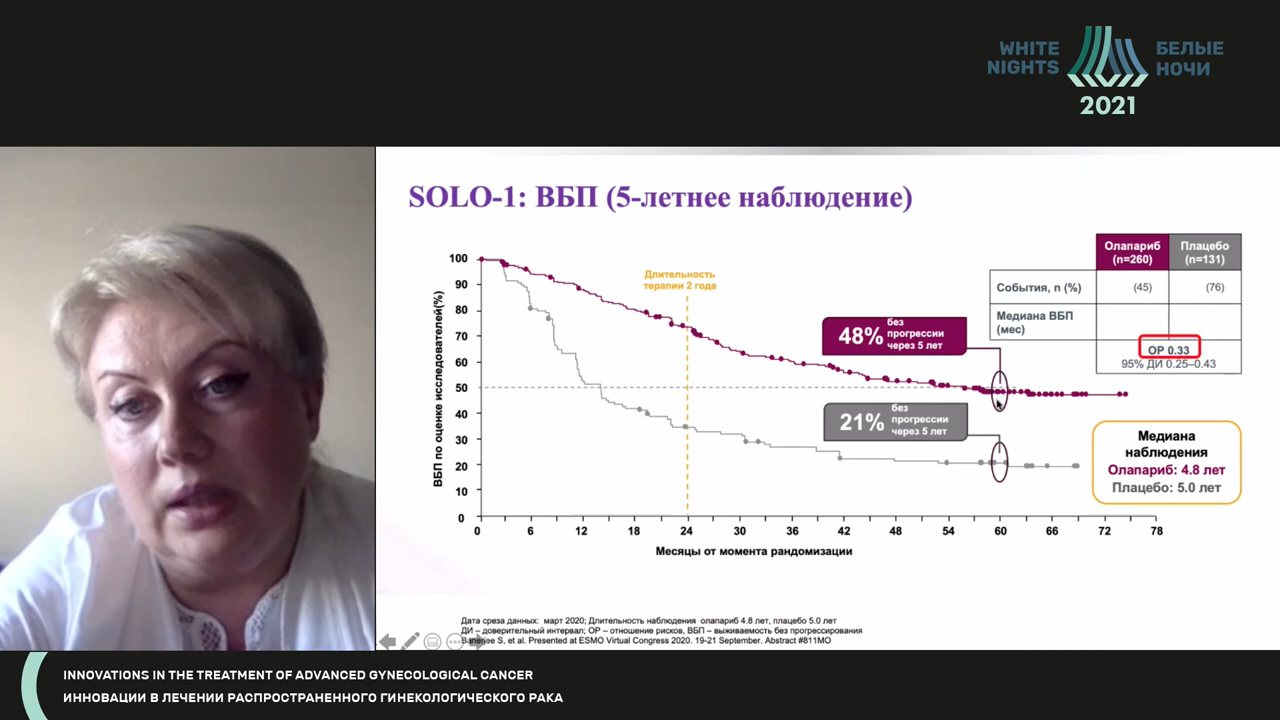 WHITE
NIGHTS
БЕЛЫЕ
НОЧИ
2021
SOLO-1: ВБП (5-летнее наблюдение)
ВБП по оценке исследователей(%)
100
90
80
70
60
50
40
30
20
10
0
Длительность
терапии 2 года
48%
без
прогрессии
через 5 лет
21%
без
прогрессии
через 5 лет
Олапариб
(n=260)
Плацебо
(n=131)
События, n (%)
(45)
(76)
Медиана ВБП
(мес)
ОР 0.33
95% ДИ 0.25–0.43
Медиана
наблюдения
Олапариб: 4.8 лет
Плацебо: 5.0 лет
0 6 12 18 24 30 36 42 48 54 60 66 72 78
Месяцы от момента рандомизации
Дата среза данных: март 2020; Длительность наблюдения олапариб 4.8 лет, плацебо 5.0 лет
ДИ – доверительный интервал; ОР – отношение рисков, ВБП – выживаемость без прогрессирования
Banerjee S, et al. Presented at ESMO Virtual Congress 2020. 19-21 September. Abstract #811MO
INNOVATIONS IN THE TREATMENT OF ADVANCED GYNECOLOGICAL CANCER
ИННОВАЦИИ В ЛЕЧЕНИИ РАСПРОСТРАНЕННОГО ГИНЕКОЛОГИЧЕСКОГО РАКА